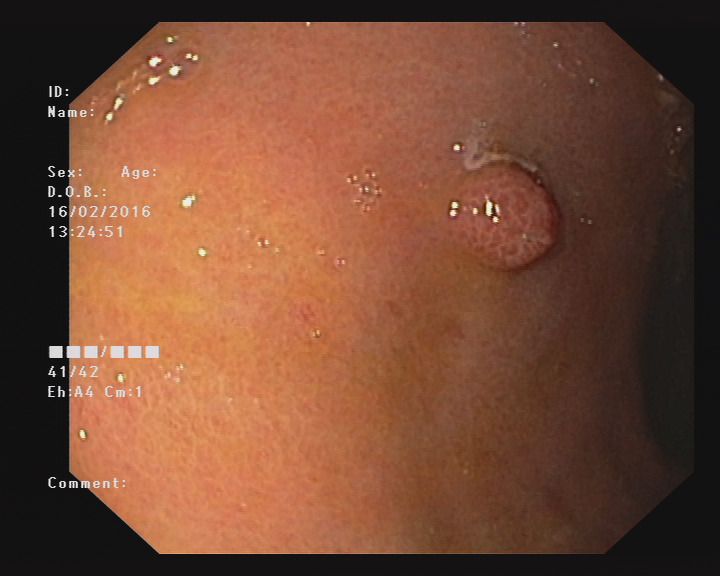 ID:
Name:
Sex: Age:
D.O.B.:
16/02/2016
13:24:51
■■■/■■■
41/42
Eh:A4 Cm:1
Comment: